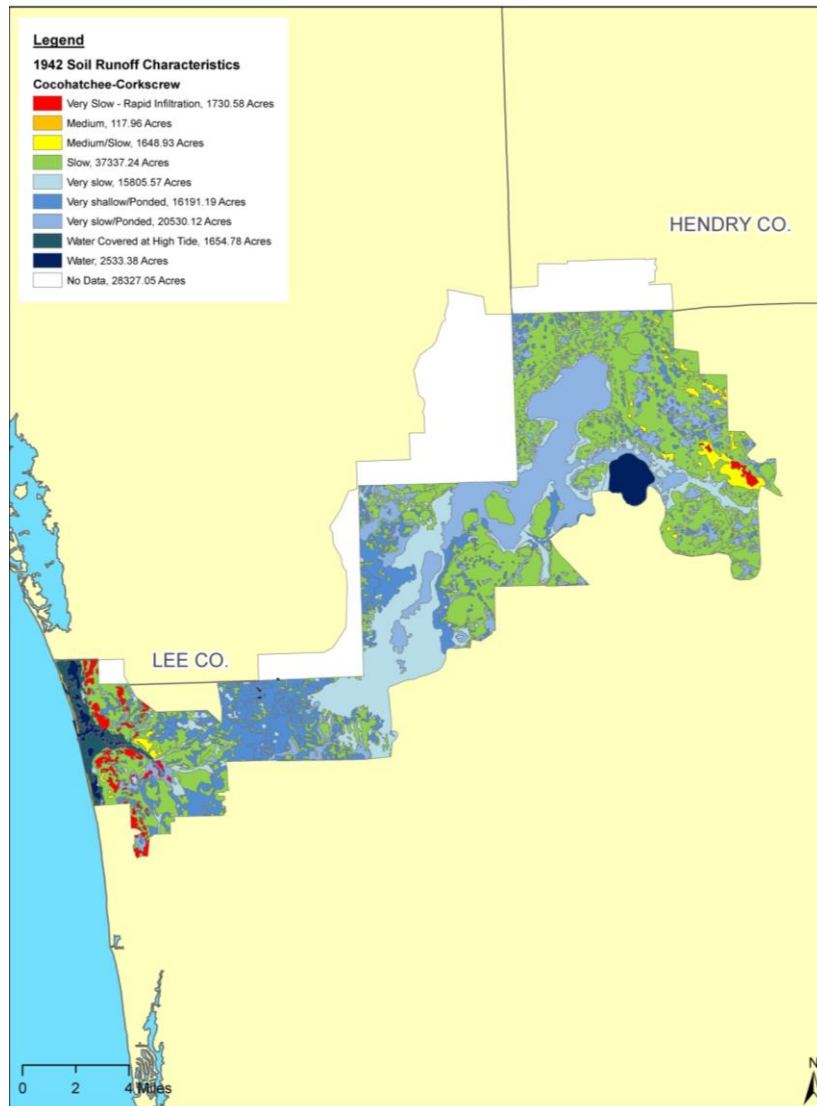 Legend
1942 Soil Runoff Characteristics
Cocohatchee-Corkscrew
Very Slow - Rapid Infiltration, 1730.58 Acres
Medium, 117.96 Acres
Medium/Slow, 1648.93 Acres
Slow, 37337.24 Acres
Very slow, 15805.57 Acres
Very shallow/Ponded, 16191.19 Acres
Very slow/Ponded, 20530.12 Acres
Water Covered at High Tide, 1654.78 Acres
Water, 2533.38 Acres
No Data, 28327.05 Acres
HENDRY CO.
LEE CO.
0 2 4 Miles
N